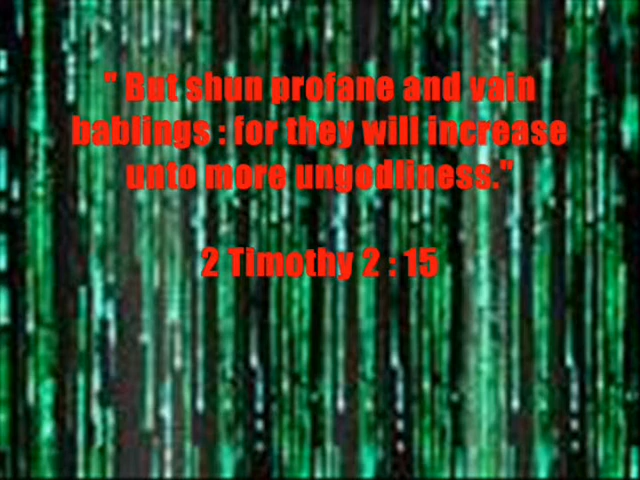 " But shun profane and vain
bablings : for they will increase
unto more ungodliness."
2 Timothy 2 : 15